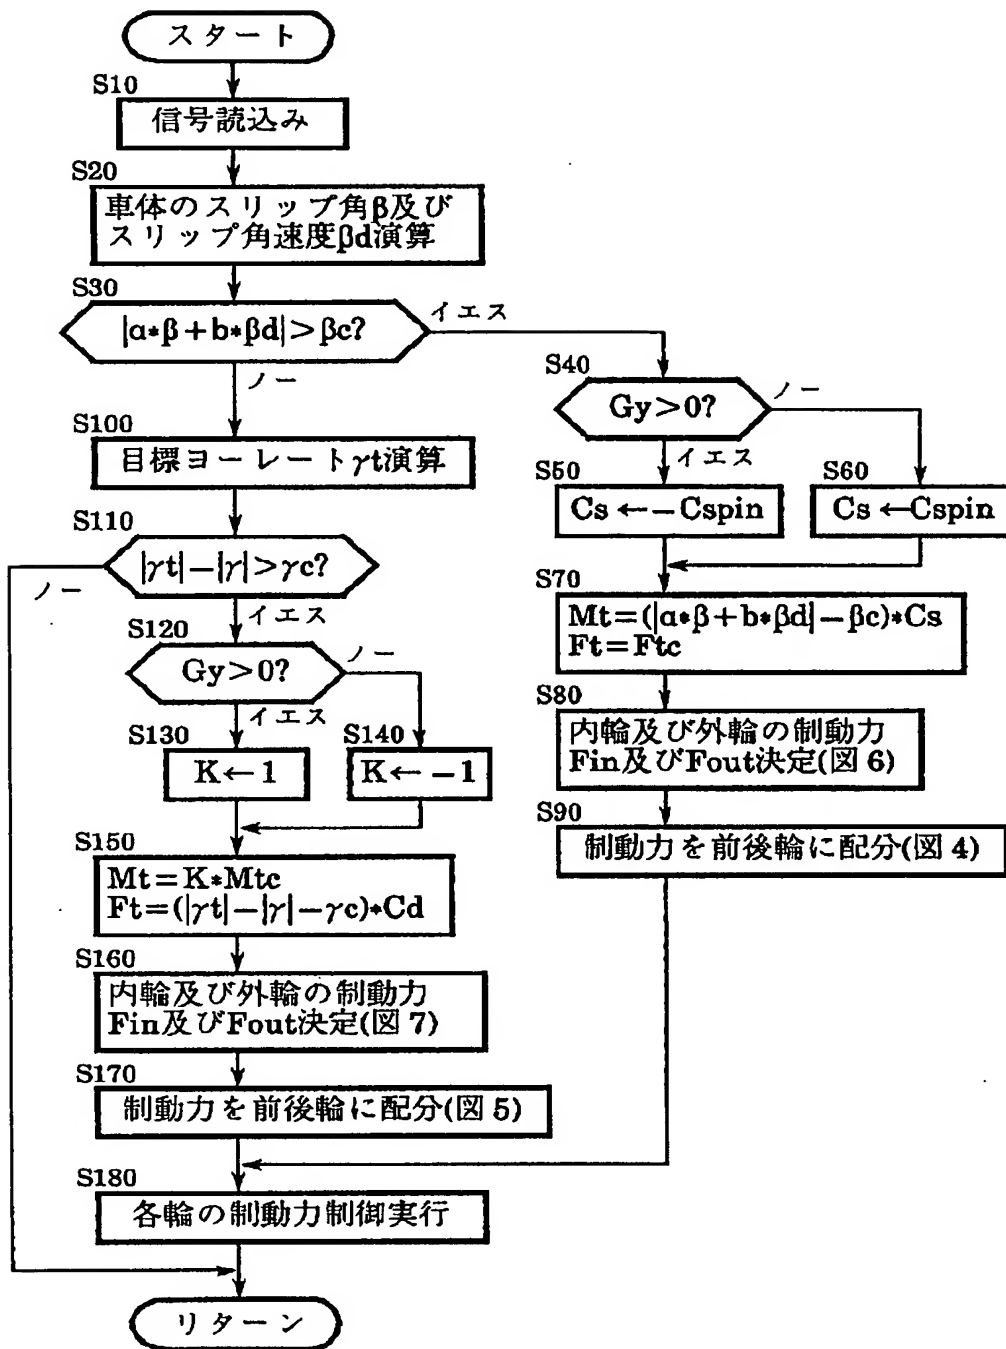 スタート
S10
信号読込み
S20
車体のスリップ角β及び
スリップ角速度βd演算
S30
|a*β+b*βd|>βc?
イエス
ノー
S40
Gy>0?
ノー
イエス
S50
Cs←-Cspin
S60
Cs←Cspin
S70
Mt=(|a*β+b*βd|-βc)*Cs
Ft=Ftc
S80
内輪及び外輪の制動力
Fin及びFout決定(図6)
S90
制動力を前後輪に配分(図4)
S100
目標ヨーレートγt演算
S110
|γt|-|γ|>γc?
ノー
イエス
S120
Gy>0?
ノー
イエス
S130
K←1
S140
K←-1
S150
Mt=K*Mtc
Ft=(|γt|-|γ|-γc)*Cd
S160
内輪及び外輪の制動力
Fin及びFout決定(図7)
S170
制動力を前後輪に配分(図5)
S180
各輪の制動力制御実行
リターン